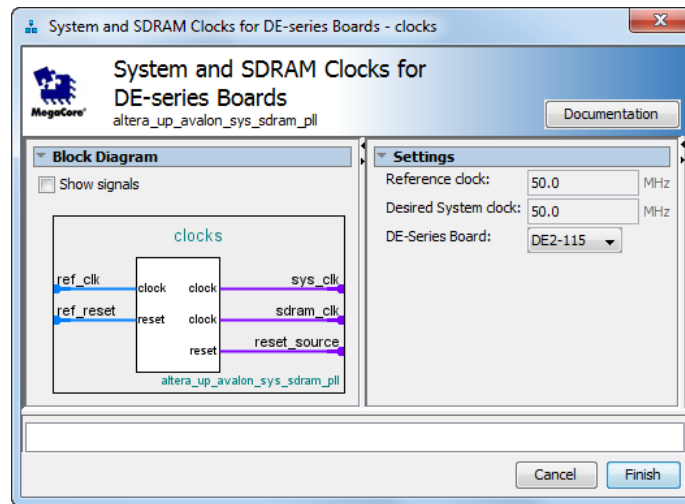 System and SDRAM Clocks for DE-series Boards - clocks
System and SDRAM Clocks for
DE-series Boards
altera_up_avalon_sys_sdram_pll
MegaCore®
Documentation
Block Diagram
Show signals
clocks
ref_clk
clock
clock
sys_clk
ref_reset
reset
clock
sdram_clk
reset
reset_source
altera_up_avalon_sys_sdram_pll
Settings
Reference clock: 50.0 MHz
Desired System clock: 50.0 MHz
DE-Series Board: DE2-115
Cancel
Finish